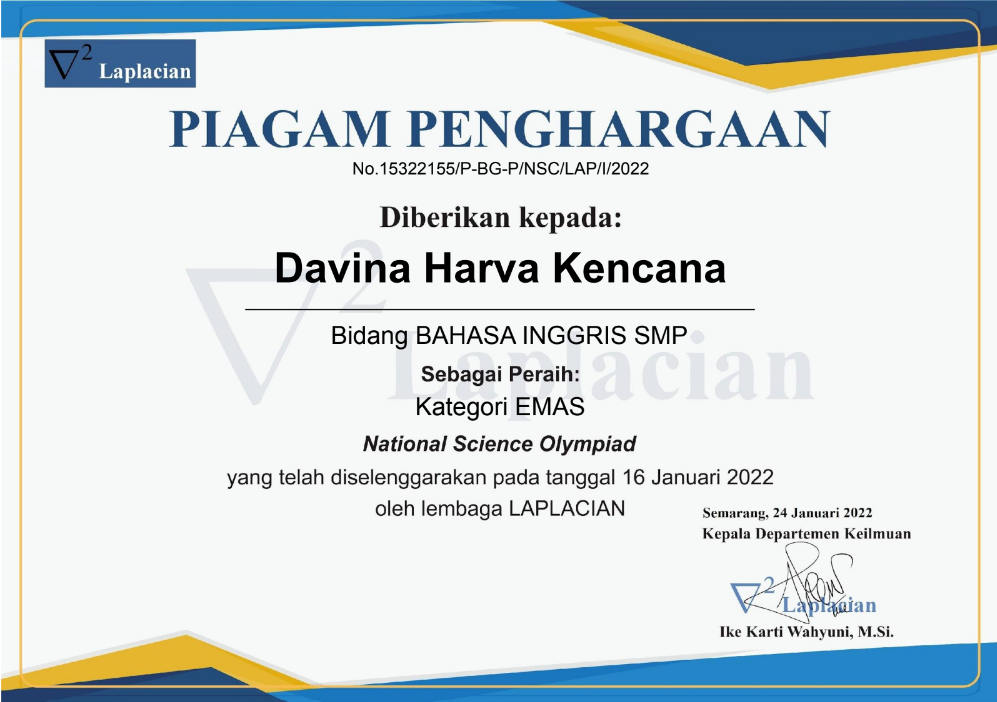 ∇² Laplacian
PIAGAM PENGHARGAAN
No.15322155/P-BG-P/NSC/LAP/I/2022
Diberikan kepada:
Davina Harva Kencana
Bidang BAHASA INGGRIS SMP
Sebagai Peraih:
Kategori EMAS
National Science Olympiad
yang telah diselenggarakan pada tanggal 16 Januari 2022
oleh lembaga LAPLACIAN
∇² Laplacian
Semarang, 24 Januari 2022
Kepala Departemen Keilmuan
∇² Laplacian
Ike Karti Wahyuni, M.Si.